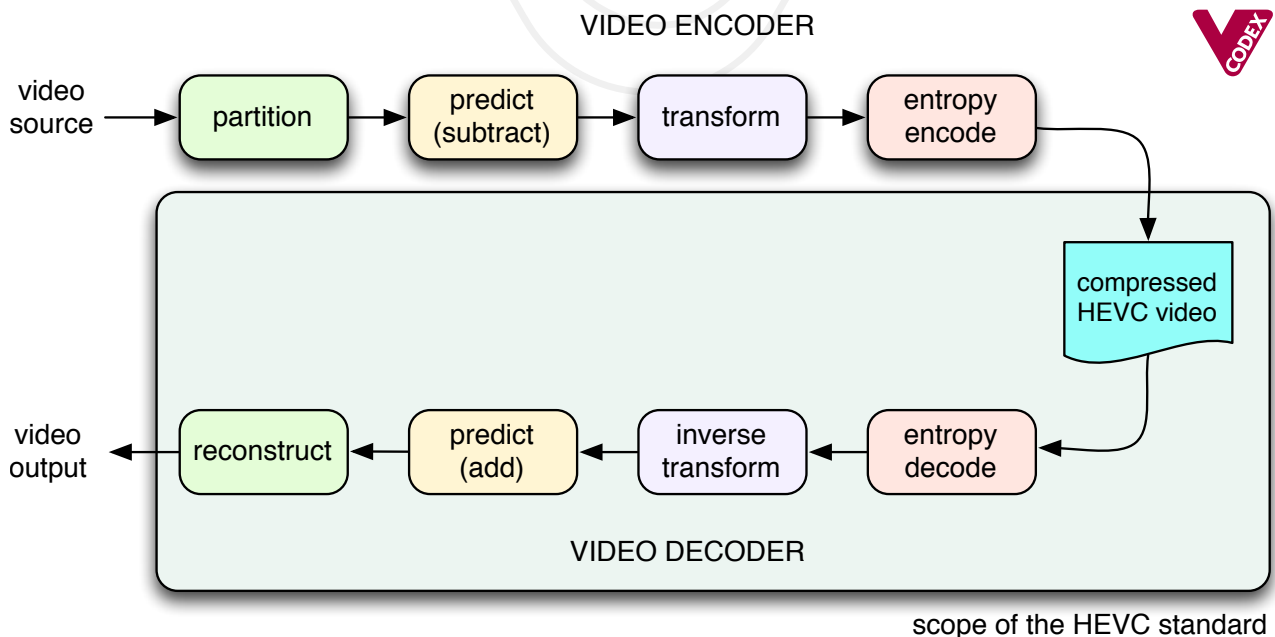 VIDEO ENCODER
V
CODEX
video
source
partition
predict
(subtract)
transform
entropy
encode
compressed
HEVC video
video
output
reconstruct
predict
(add)
inverse
transform
entropy
decode
VIDEO DECODER
scope of the HEVC standard